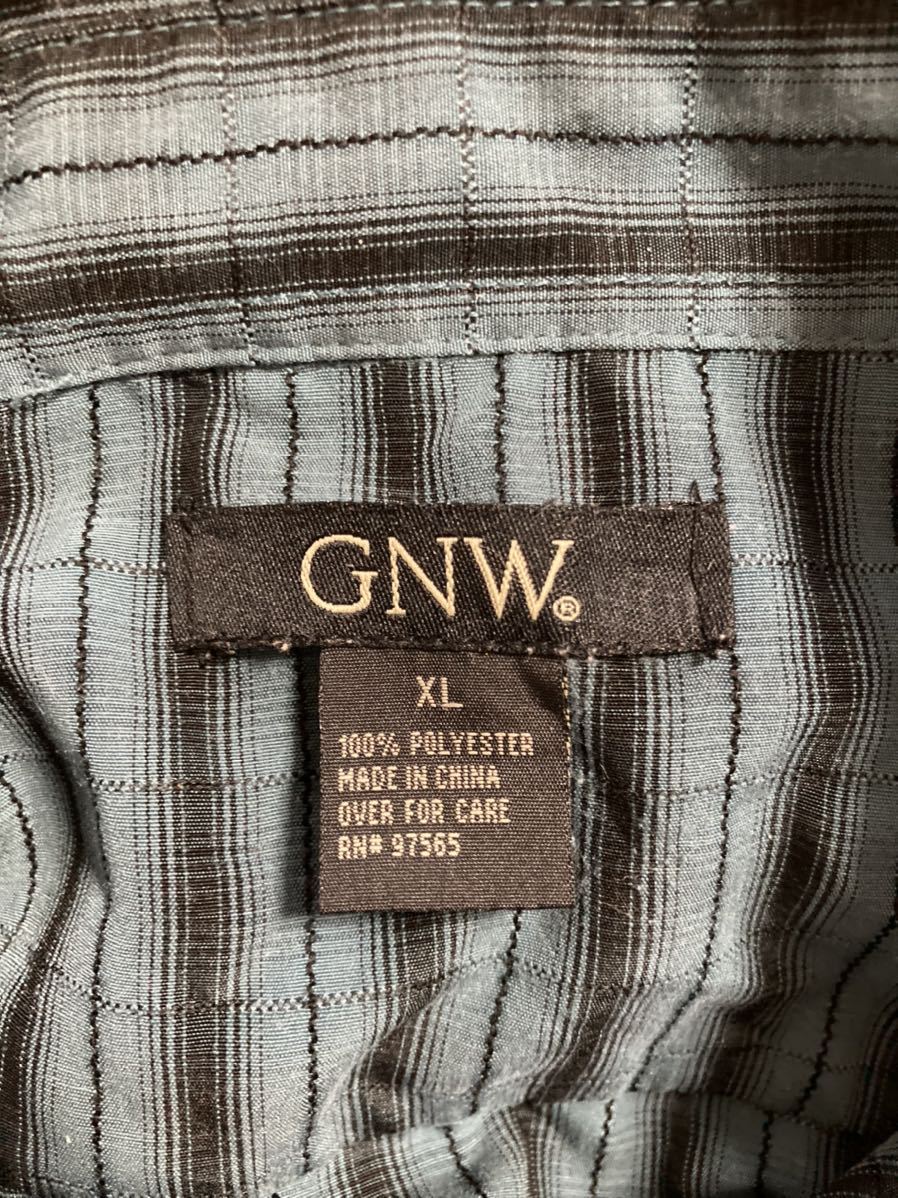 GNW®
XL
100% POLYESTER
MADE IN CHINA
OVER FOR CARE
RN# 97565